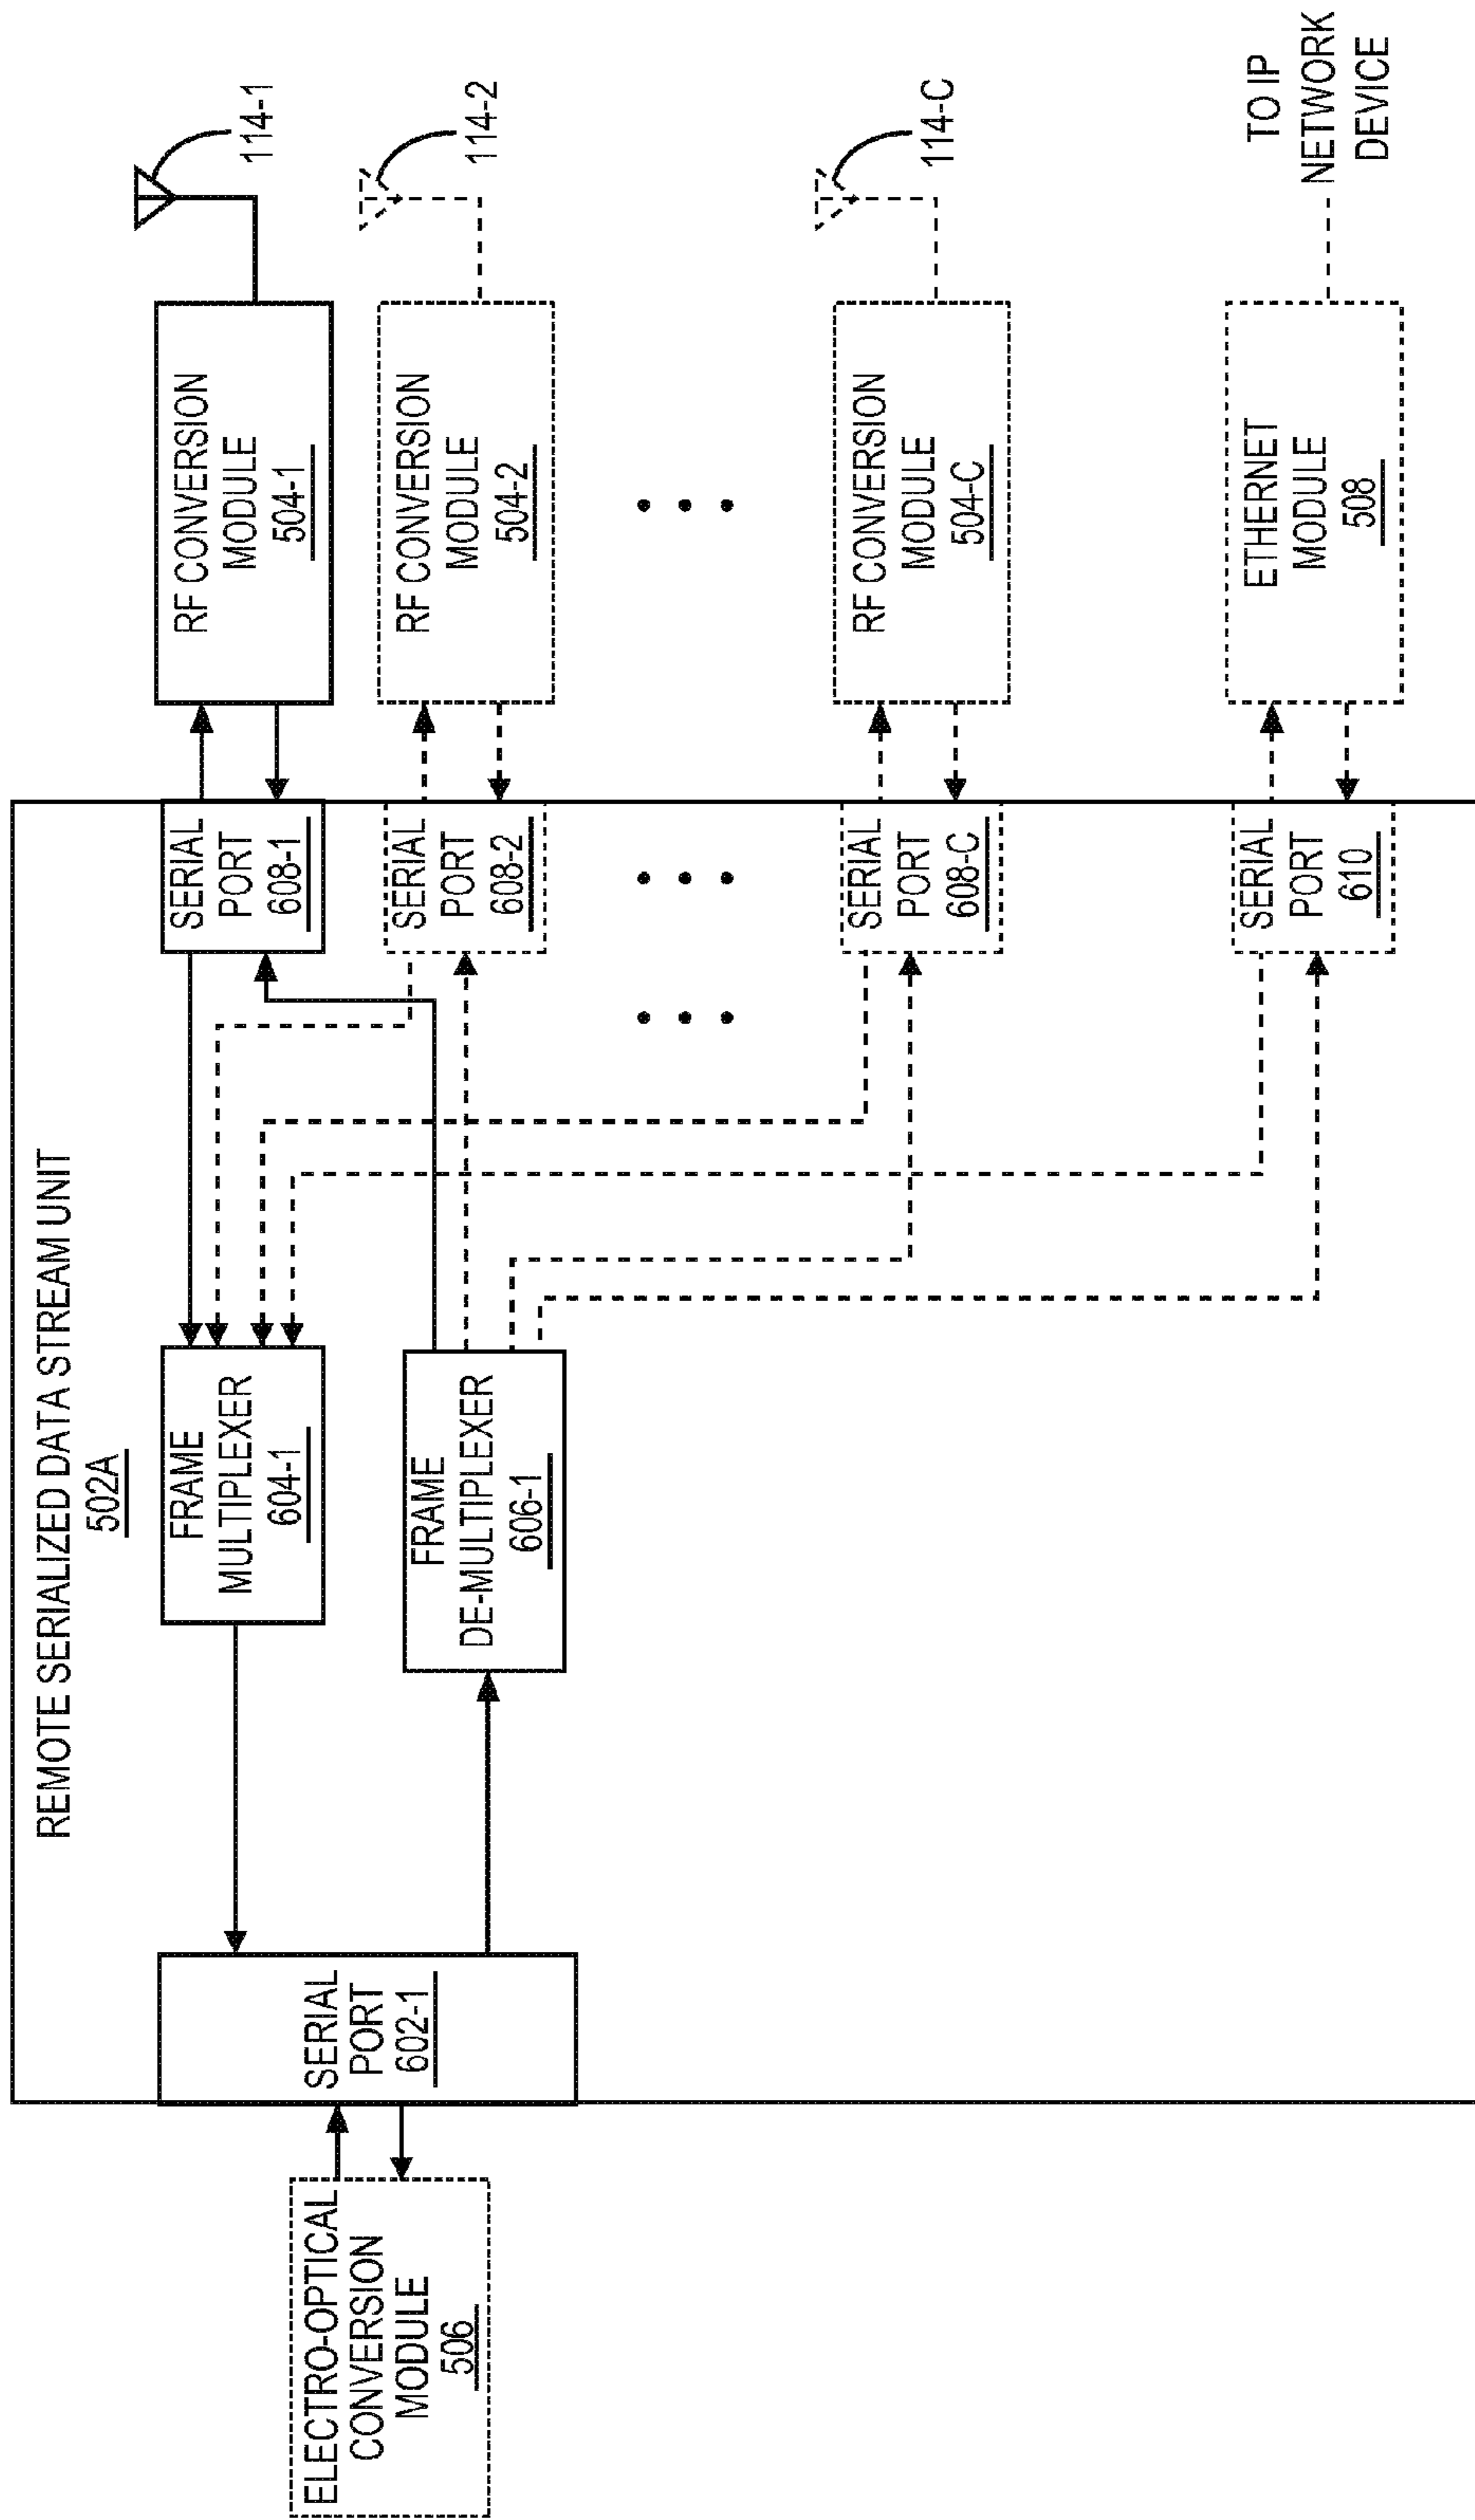 REMOTE SERIALIZED DATA STREAM UNIT
502A
ELECTRO-OPTICAL
CONVERSION
MODULE
506
SERIAL
PORT
602-1
FRAME
MULTIPLEXER
604-1
FRAME
DE-MULTIPLEXER
606-1
SERIAL
PORT
608-1
SERIAL
PORT
608-2
SERIAL
PORT
608-C
SERIAL
PORT
610
RF CONVERSION
MODULE
504-1
RF CONVERSION
MODULE
504-2
RF CONVERSION
MODULE
504-C
ETHERNET
MODULE
508
114-1
114-2
114-C
TO IP
NETWORK
DEVICE